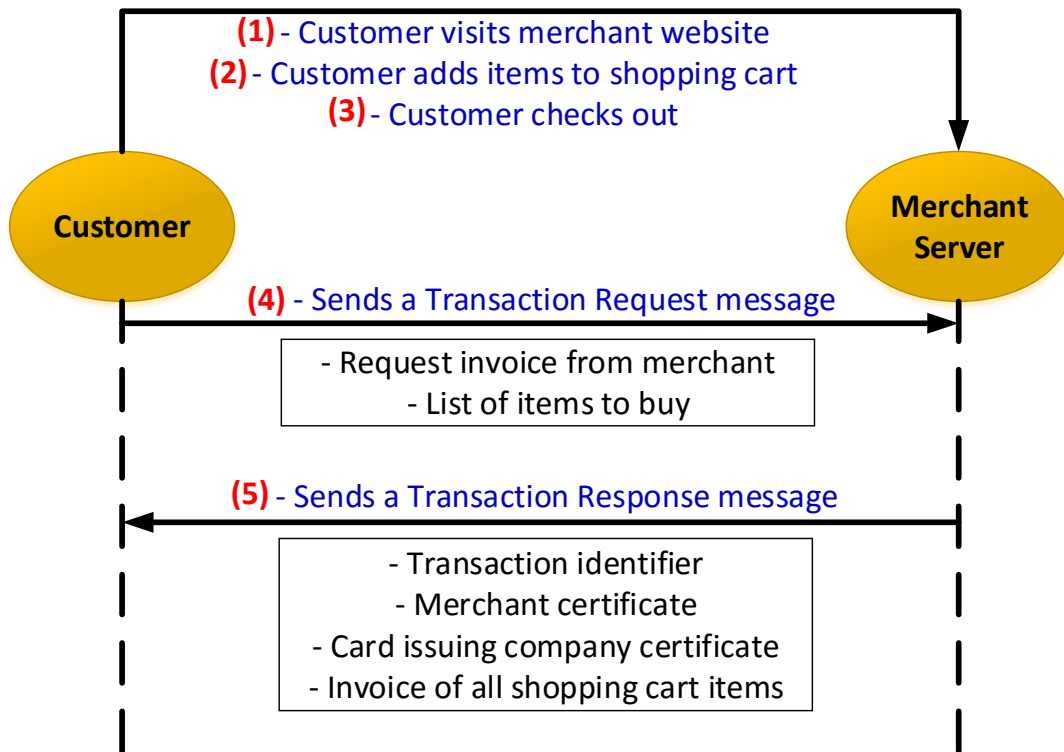 (1) - Customer visits merchant website
(2) - Customer adds items to shopping cart
(3) - Customer checks out
Customer
Merchant
Server
(4) - Sends a Transaction Request message
- Request invoice from merchant
- List of items to buy
(5) - Sends a Transaction Response message
- Transaction identifier
- Merchant certificate
- Card issuing company certificate
- Invoice of all shopping cart items